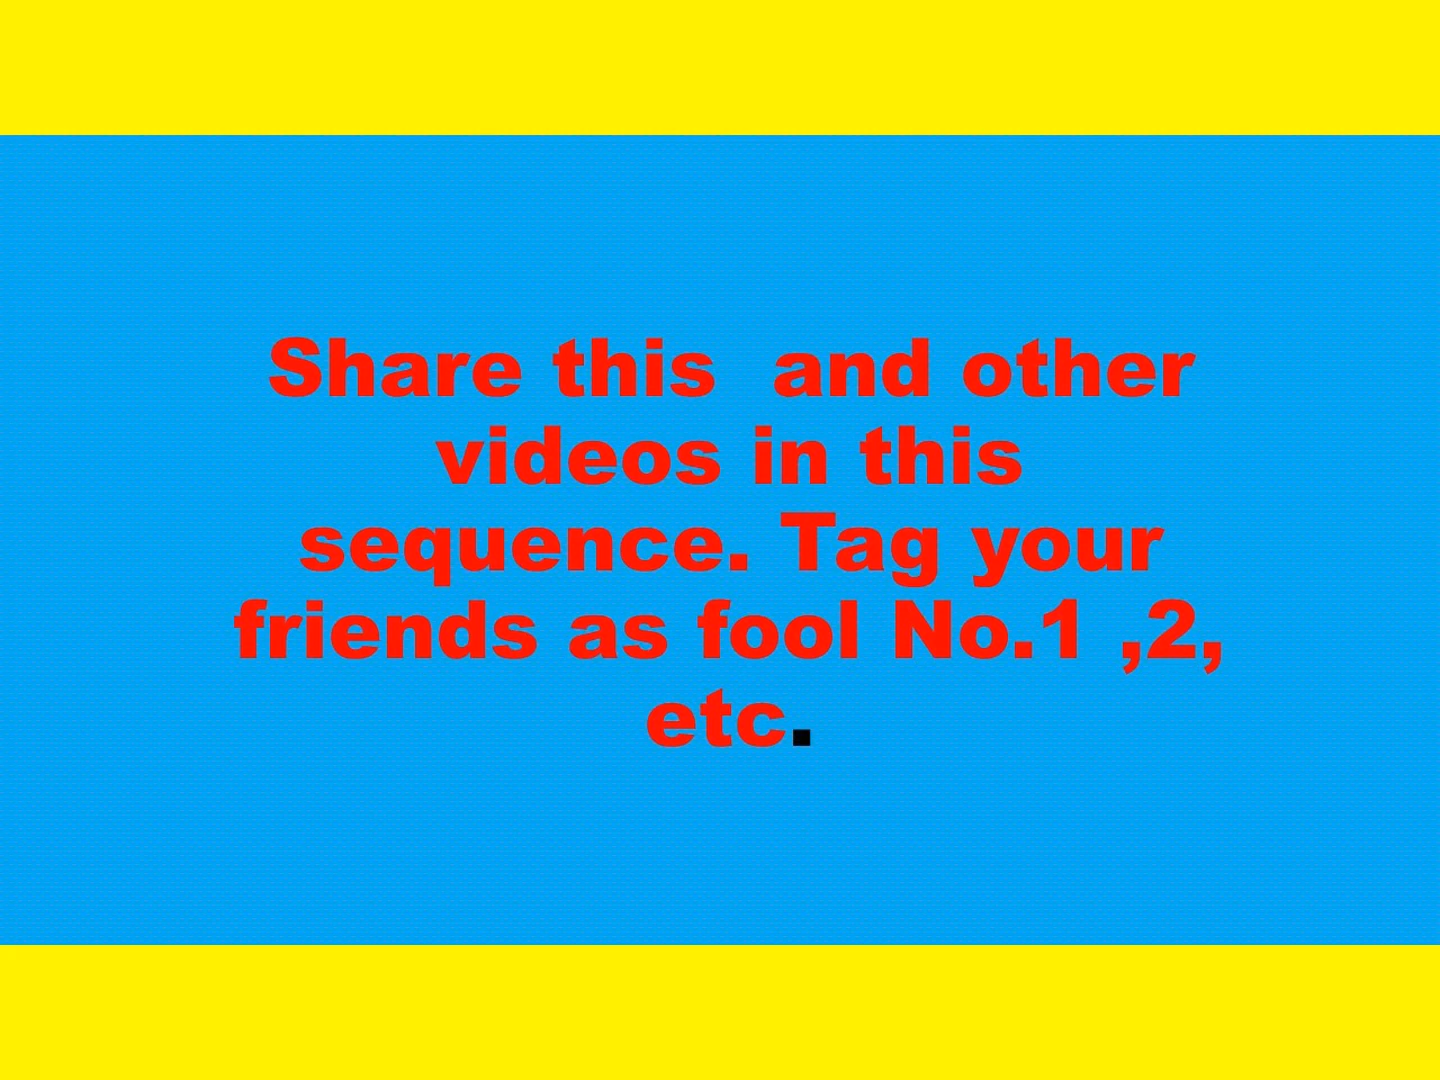 Share this  and other
videos in this
sequence. Tag your
friends as fool No.1 ,2,
etc.